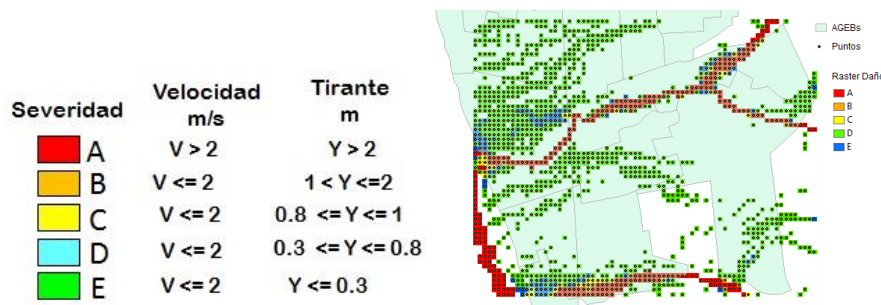 Severidad Velocidad m/s Tirante m
A V > 2 Y > 2
B V <= 2 1 < Y <=2
C V <= 2 0.8 <= Y <= 1
D V <= 2 0.3 <= Y <= 0.8
E V <= 2 Y <= 0.3
AGEBs
Puntos
Raster Daño
A
B
C
D
E